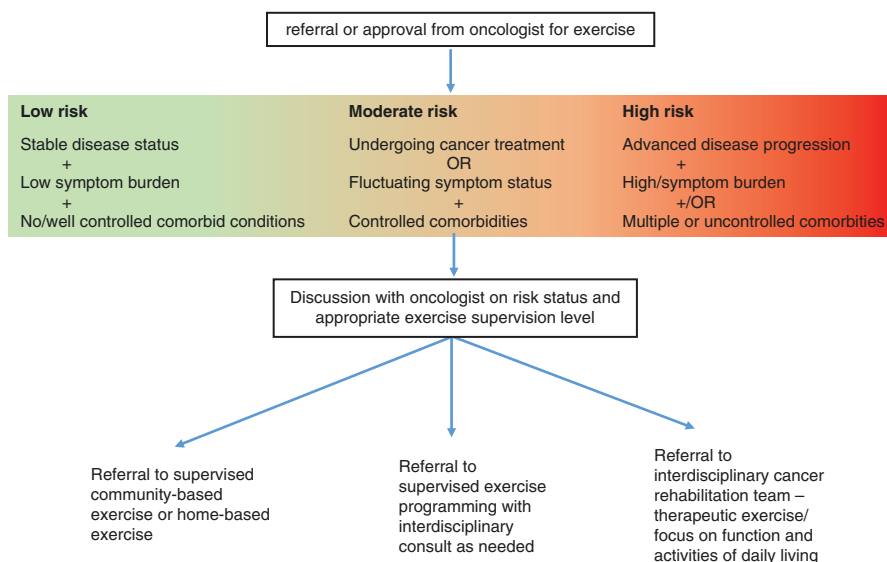 referral or approval from oncologist for exercise
Low risk
Stable disease status
+
Low symptom burden
+
No/well controlled comorbid conditions
Moderate risk
Undergoing cancer treatment
OR
Fluctuating symptom status
+
Controlled comorbidities
High risk
Advanced disease progression
+
High/symptom burden
+/OR
Multiple or uncontrolled comorbities
Discussion with oncologist on risk status and
appropriate exercise supervision level
Referral to supervised
community-based
exercise or home-based
exercise
Referral to
supervised exercise
programming with
interdisciplinary
consult as needed
Referral to
interdisciplinary cancer
rehabilitation team –
therapeutic exercise/
focus on function and
activities of daily living